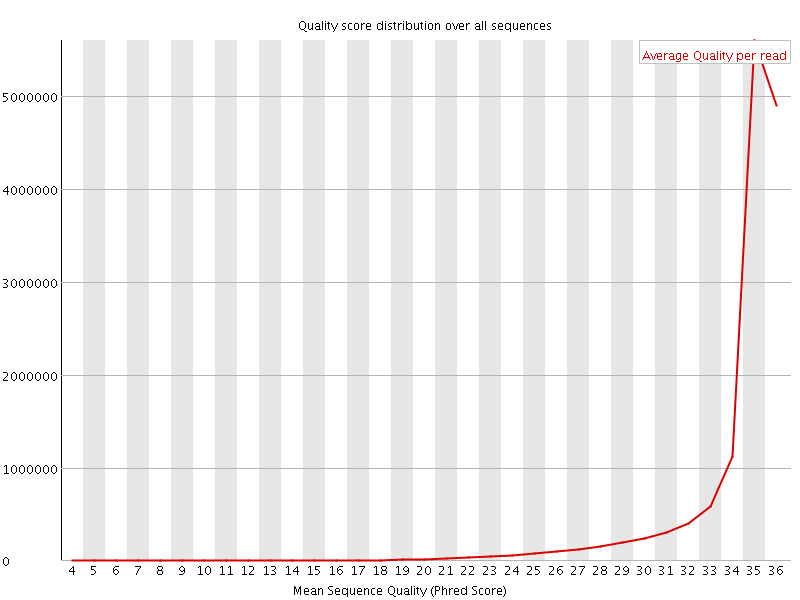 Quality score distribution over all sequences
Average Quality per read
5000000
4000000
3000000
2000000
1000000
0
4 5 6 7 8 9 10 11 12 13 14 15 16 17 18 19 20 21 22 23 24 25 26 27 28 29 30 31 32 33 34 35 36
Mean Sequence Quality (Phred Score)